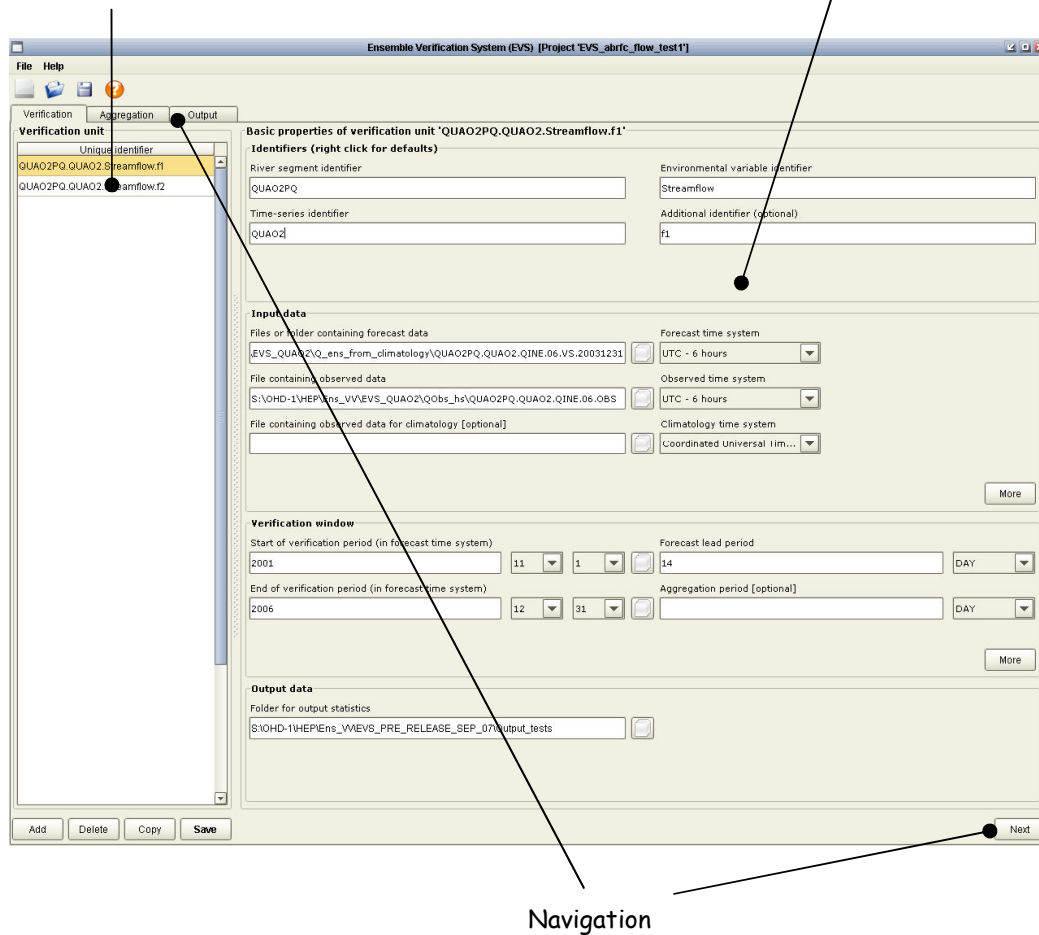 Ensemble Verification System (EVS) [Project 'EVS_abrfc_flow_test1']
File Help
Verification Aggregation Output
Verification unit
Unique identifier
QUAO2PQ.QUAO2.Streamflow.f1
QUAO2PQ.QUAO2.Streamflow.f2
Add Delete Copy Save
Basic properties of verification unit 'QUAO2PQ.QUAO2.Streamflow.f1'
Identifiers (right click for defaults)
River segment identifier Environmental variable identifier
QUAO2PQ Streamflow
Time-series identifier Additional identifier (optional)
QUAO2 f1
Input data
Files or folder containing forecast data Forecast time system
.EVS_QUAO2\Q_ens_from_climatology\QUAO2PQ.QUAO2.QINE.06.VS.20031231 UTC - 6 hours
File containing observed data Observed time system
S:\OHD-1\HEP\Ens_VV\EVS_QUAO2\QObs_hs\QUAO2PQ.QUAO2.QINE.06.OBS UTC - 6 hours
File containing observed data for climatology [optional] Climatology time system
Coordinated Universal Tim...
More
Verification window
Start of verification period (in forecast time system) Forecast lead period
2001 11 1 14 DAY
End of verification period (in forecast time system) Aggregation period [optional]
2006 12 31 DAY
More
Output data
Folder for output statistics
S:\OHD-1\HEP\Ens_VV\EVS_PRE_RELEASE_SEP_07\Output_tests
Next
Navigation